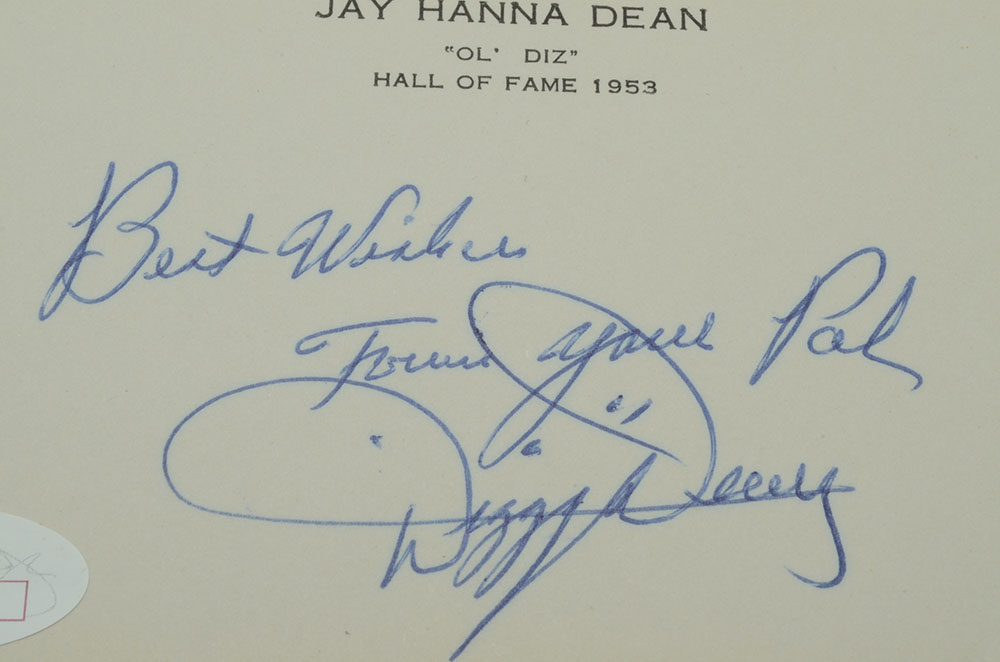 JAY HANNA DEAN
"OL' DIZ"
HALL OF FAME 1953
Best Wishes
From your Pal
"Dizzy" Dean